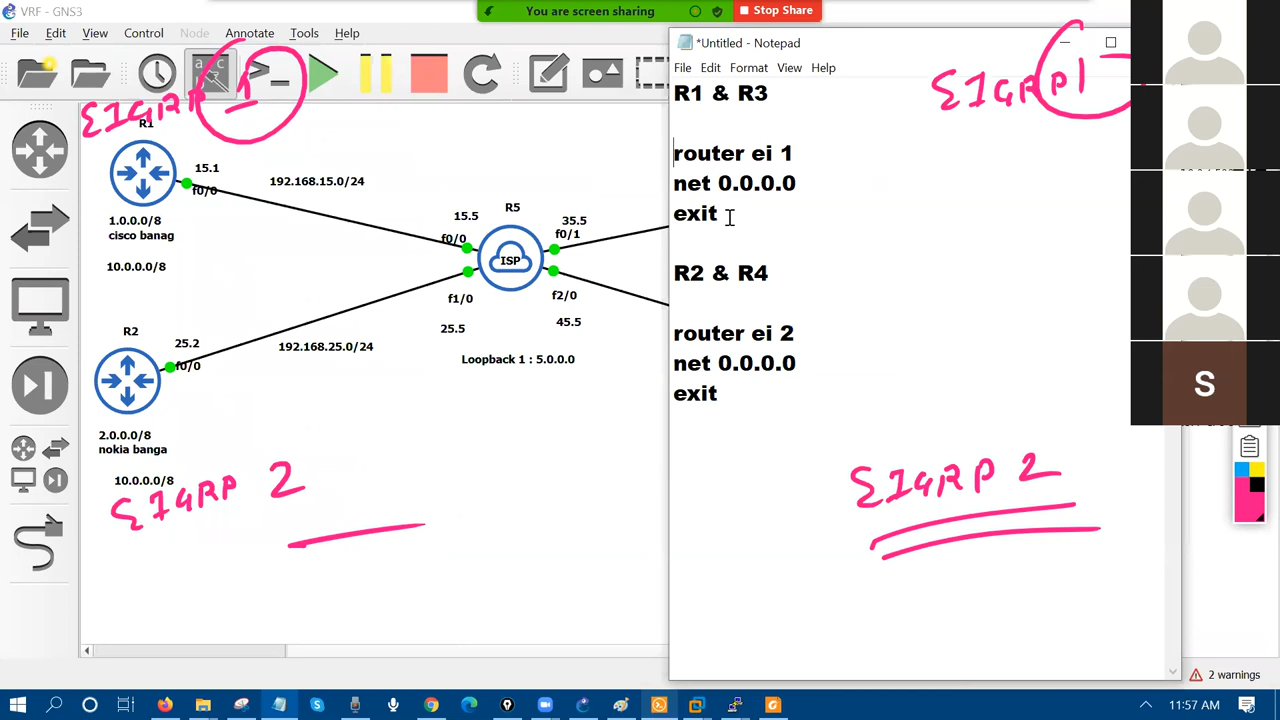 VRF - GNS3
You are screen sharing
Stop Share
File Edit View Control Node Annotate Tools Help
*Untitled - Notepad
File Edit Format View Help
EIGRP 1
EIGRP 1
R1
15.1
f0/0
192.168.15.0/24
1.0.0.0/8
cisco banag
10.0.0.0/8
R5
15.5
f0/0
35.5
f0/1
ISP
f1/0
f2/0
25.5
45.5
Loopback 1 : 5.0.0.0
R2
25.2
f0/0
192.168.25.0/24
2.0.0.0/8
nokia banga
10.0.0.0/8
EIGRP 2
R1 & R3
router ei 1
net 0.0.0.0
exit
R2 & R4
router ei 2
net 0.0.0.0
exit
EIGRP 2
S
2 warnings
11:57 AM